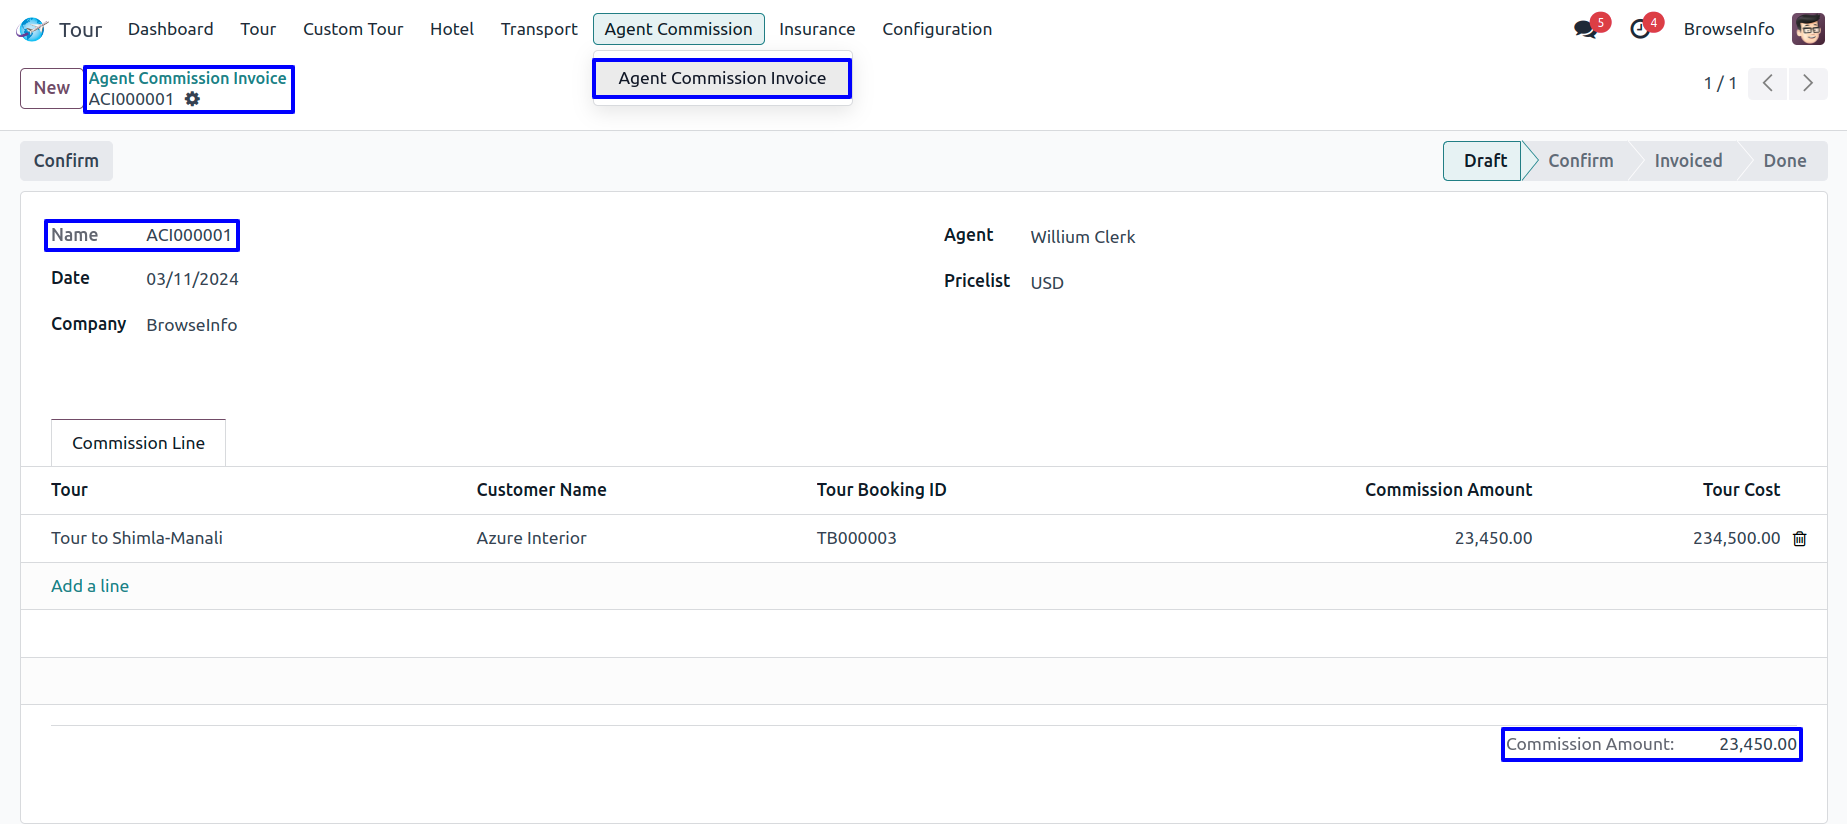 Tour Dashboard Tour Custom Tour Hotel Transport Agent Commission Insurance Configuration 5 4 BrowseInfo
New Agent Commission Invoice Agent Commission Invoice 1 / 1
ACI000001
Confirm Draft Confirm Invoiced Done
Name ACI000001 Agent Willium Clerk
Date 03/11/2024 Pricelist USD
Company BrowseInfo
Commission Line
Tour Customer Name Tour Booking ID Commission Amount Tour Cost
Tour to Shimla-Manali Azure Interior TB000003 23,450.00 234,500.00
Add a line
Commission Amount: 23,450.00